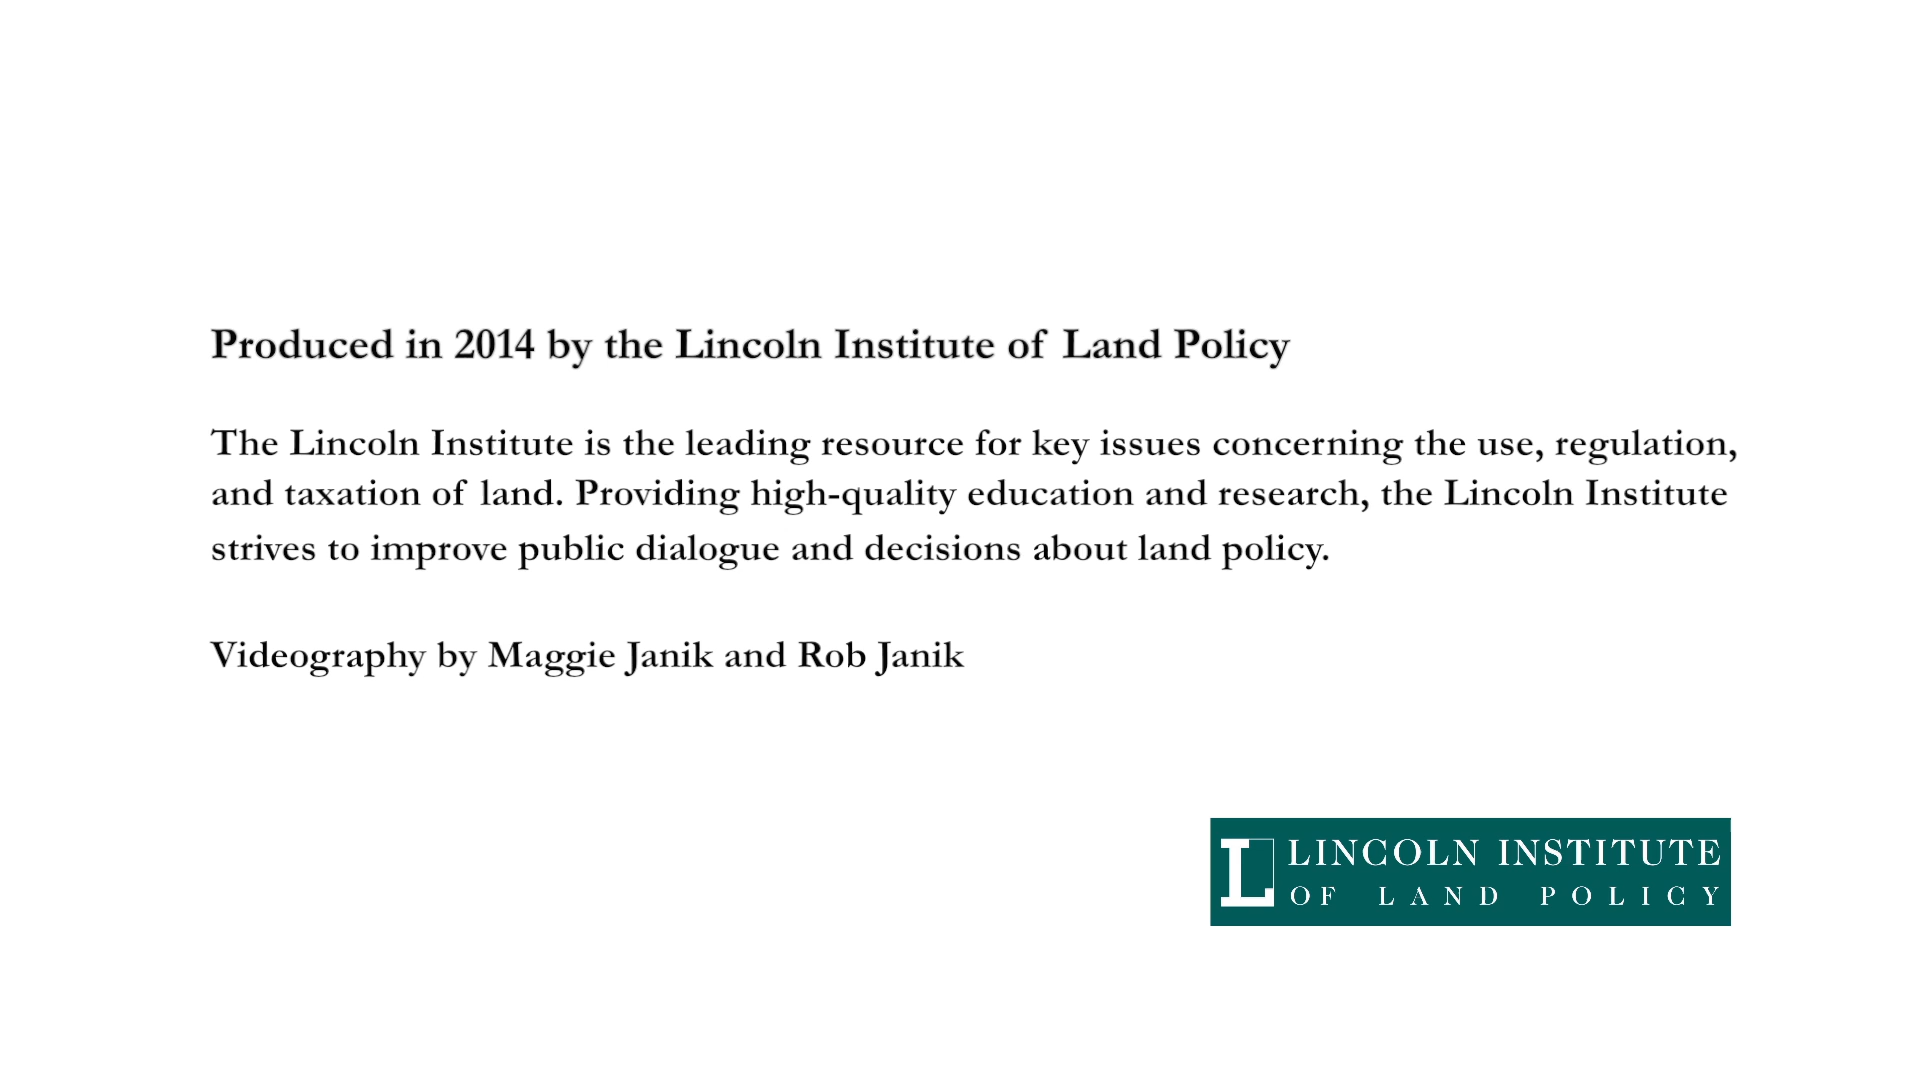 Produced in 2014 by the Lincoln Institute of Land Policy
The Lincoln Institute is the leading resource for key issues concerning the use, regulation,
and taxation of land. Providing high-quality education and research, the Lincoln Institute
strives to improve public dialogue and decisions about land policy.
Videography by Maggie Janik and Rob Janik
L
LINCOLN INSTITUTE
OF LAND POLICY